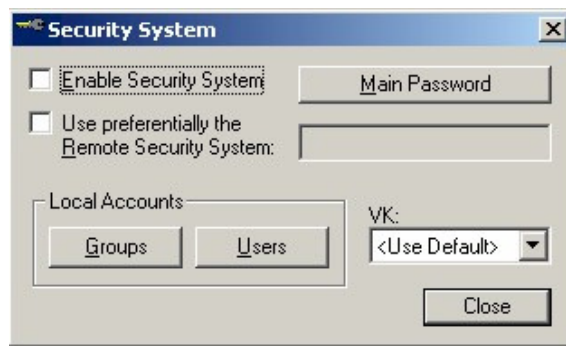 Security System
Enable Security System
Main Password
Use preferentially the
Remote Security System:
Local Accounts
Groups
Users
VK:
<Use Default>
Close